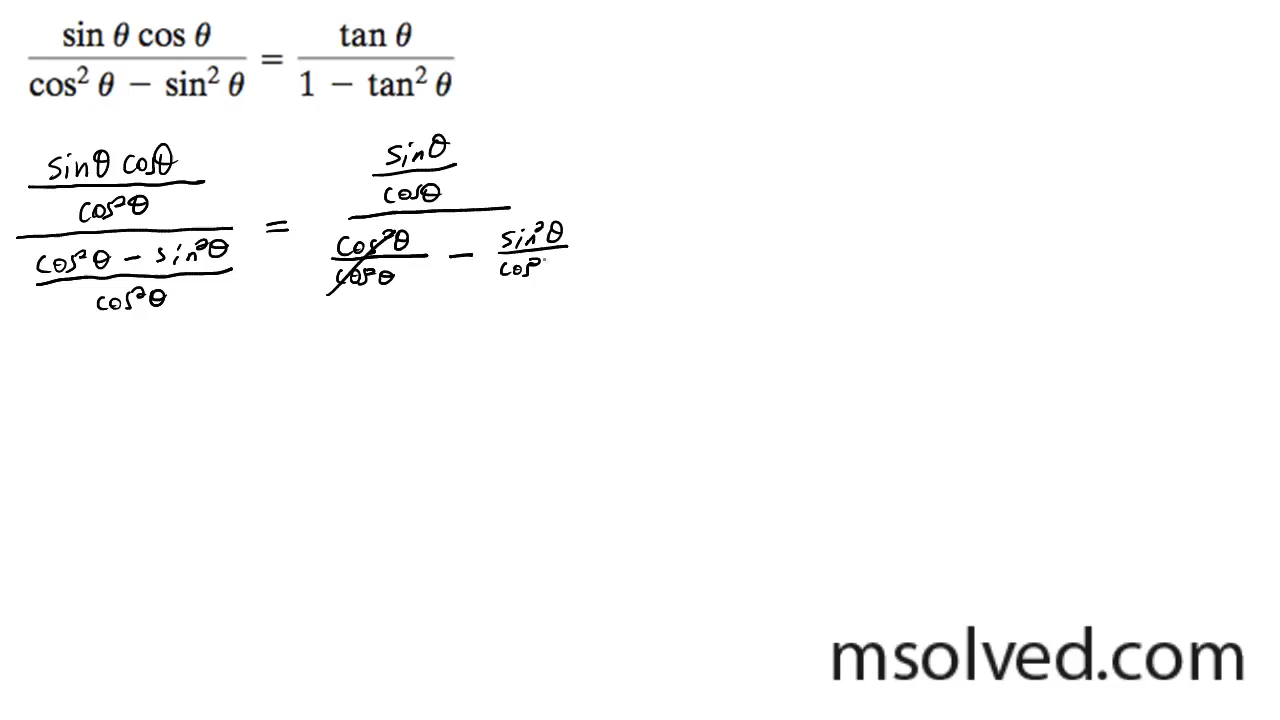 sin θ cos θ / cos² θ − sin² θ = tan θ / 1 − tan² θ
sinθ cosθ / cos²θ / cos²θ − sin²θ / cos²θ = sinθ / cosθ / cos²θ / cos²θ − sin²θ / cos²
msolved.com